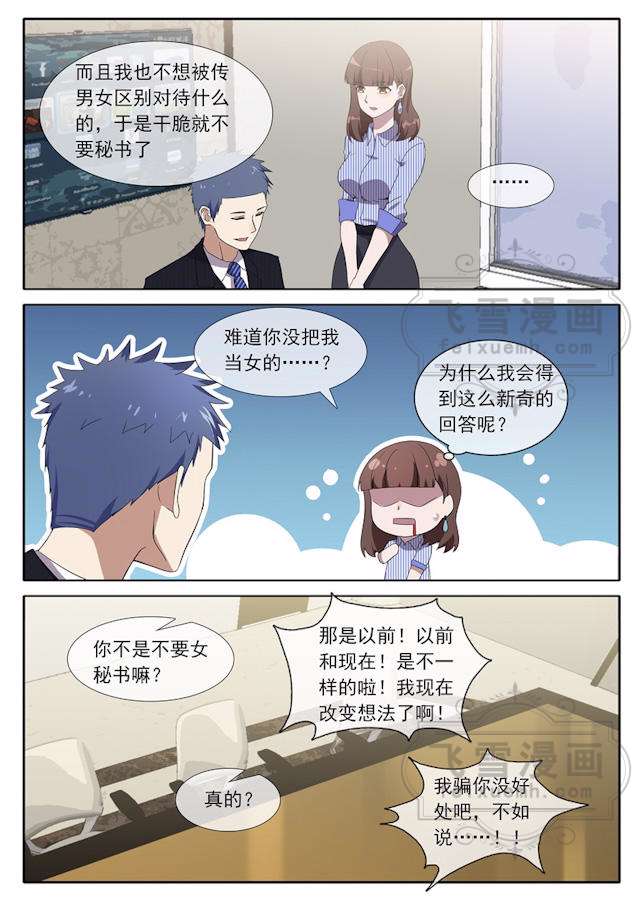 而且我也不想被传
男女区别对待什么
的，于是干脆就不
要秘书了
……
难道你没把我
当女的……？
为什么我会得
到这么新奇的
回答呢？
飞雪漫画
feixuemh.com
你不是不要女
秘书嘛？
那是以前！以前
和现在！是不一
样的啦！我现在
改变想法了啊！
真的？
我骗你没好
处吧，不如
说……！！
飞雪漫画
feixuemh.com